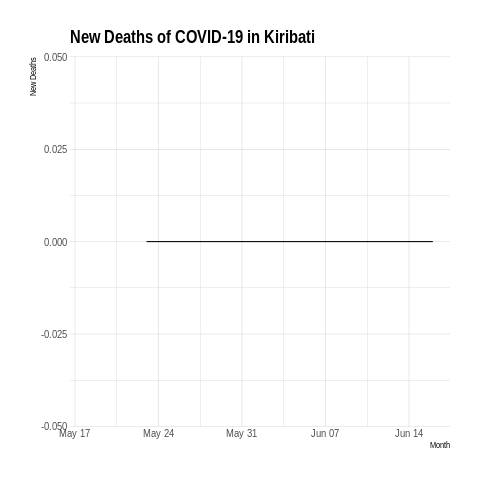 New Deaths of COVID-19 in Kiribati
New Deaths
0.050
0.025
0.000
-0.025
-0.050
May 17 May 24 May 31 Jun 07 Jun 14
Month